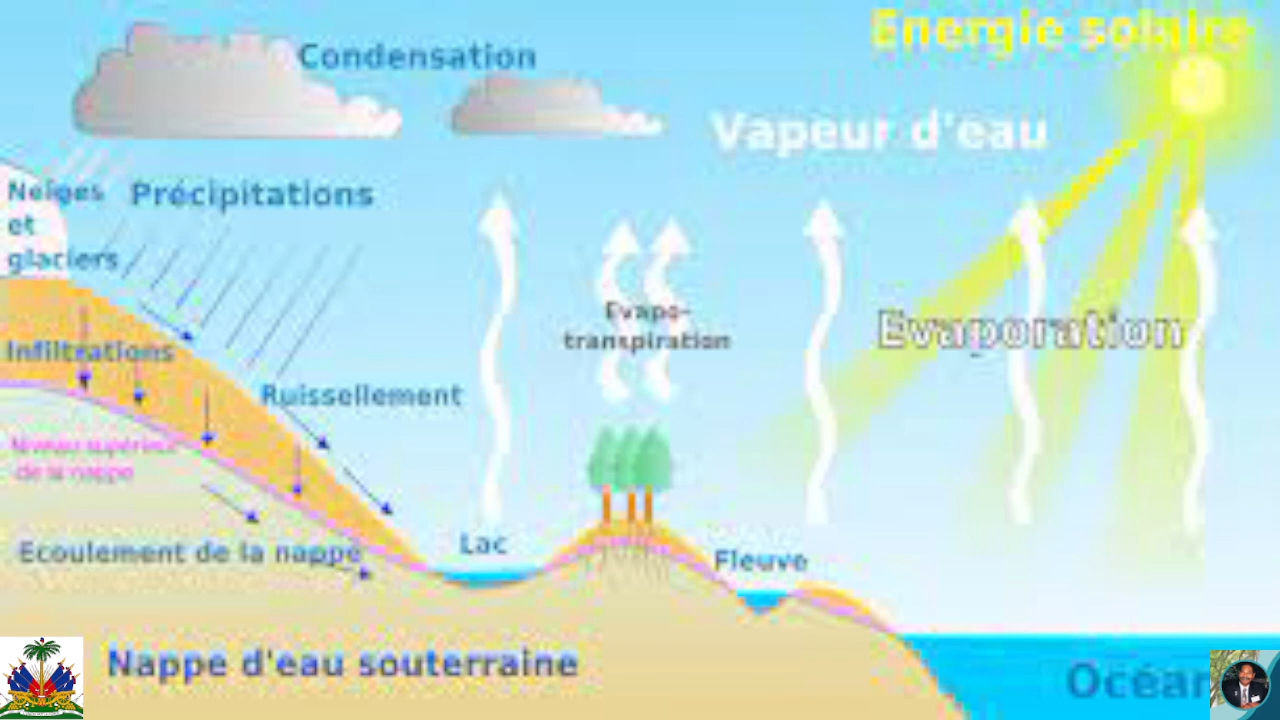 Energie solaire
Condensation
Vapeur d'eau
Neiges
et
glaciers
Précipitations
Evapo-
transpiration
Evaporation
Infiltrations
Ruissellement
Niveau supérieur
de la nappe
Ecoulement de la nappe
Lac
Fleuve
Nappe d'eau souterraine
Océan